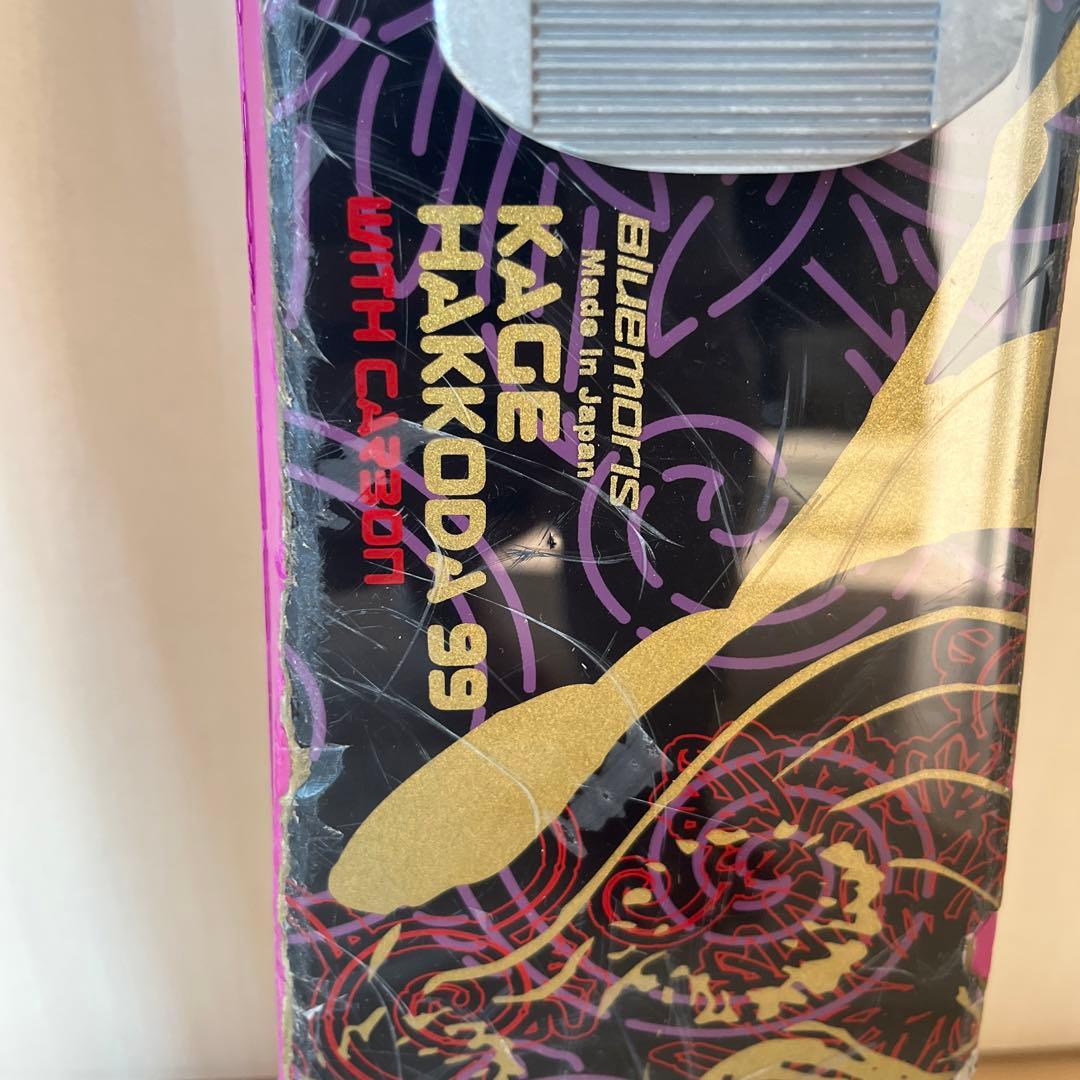 Bluemoris
Made In Japan
KAGE
HAKKODA 99
WITH CARBON